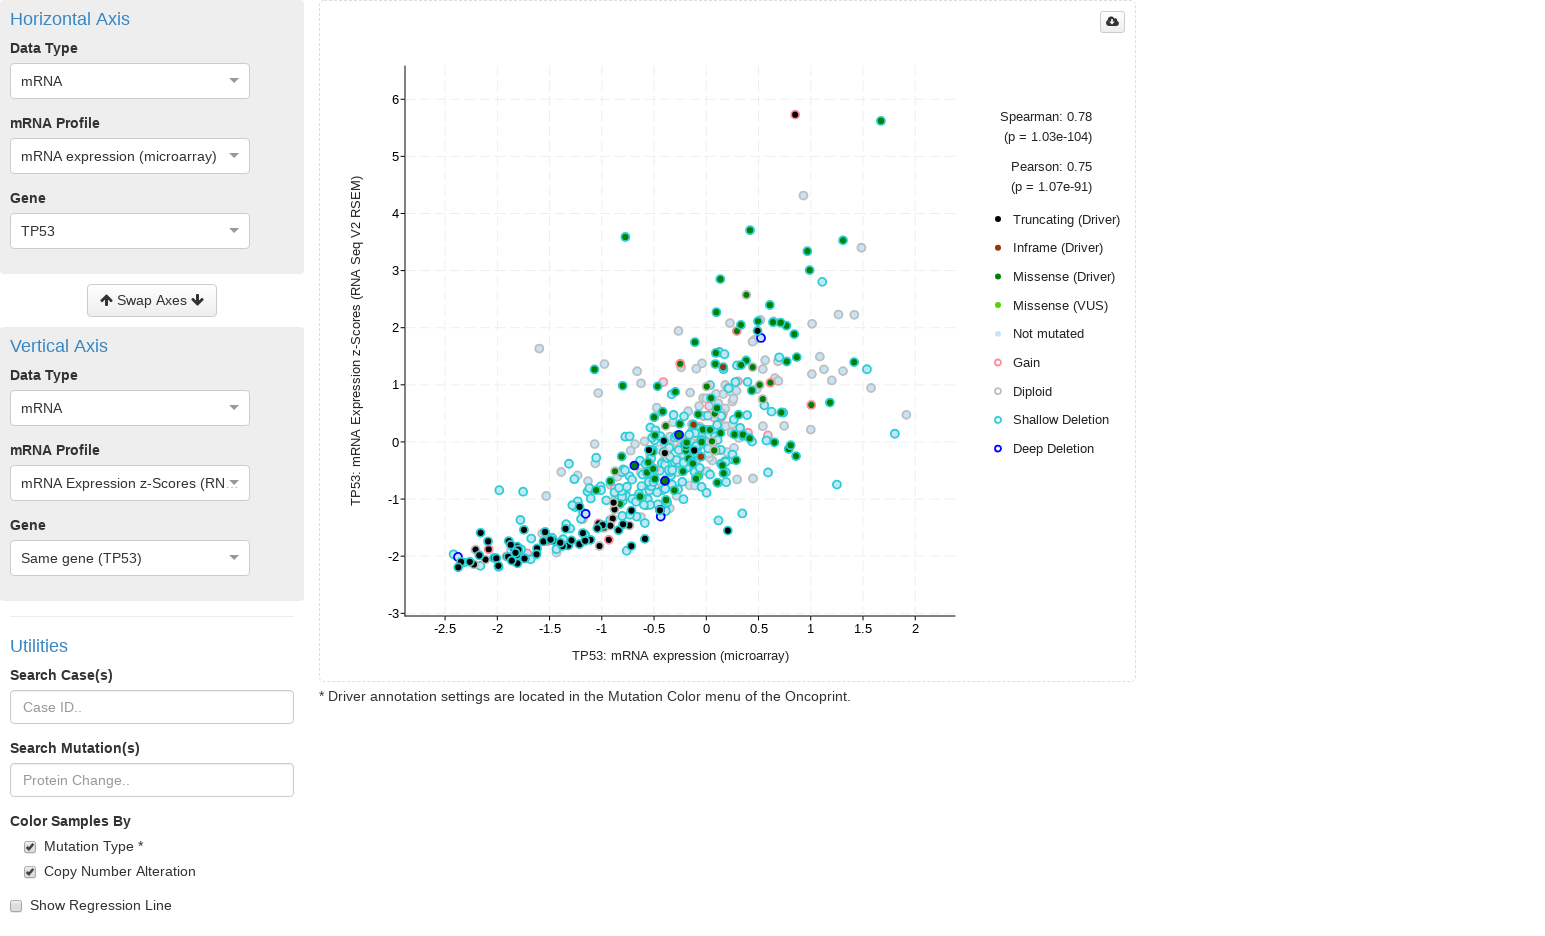 Horizontal Axis
Data Type
mRNA
mRNA Profile
mRNA expression (microarray)
Gene
TP53
Swap Axes
Vertical Axis
Data Type
mRNA
mRNA Profile
mRNA Expression z-Scores (RN...
Gene
Same gene (TP53)
Utilities
Search Case(s)
Case ID..
Search Mutation(s)
Protein Change..
Color Samples By
Mutation Type *
Copy Number Alteration
Show Regression Line
TP53: mRNA Expression z-Scores (RNA Seq V2 RSEM)
6
5
4
3
2
1
0
-1
-2
-3
-2.5 -2 -1.5 -1 -0.5 0 0.5 1 1.5 2
TP53: mRNA expression (microarray)
Spearman: 0.78
(p = 1.03e-104)
Pearson: 0.75
(p = 1.07e-91)
Truncating (Driver)
Inframe (Driver)
Missense (Driver)
Missense (VUS)
Not mutated
Gain
Diploid
Shallow Deletion
Deep Deletion
* Driver annotation settings are located in the Mutation Color menu of the Oncoprint.